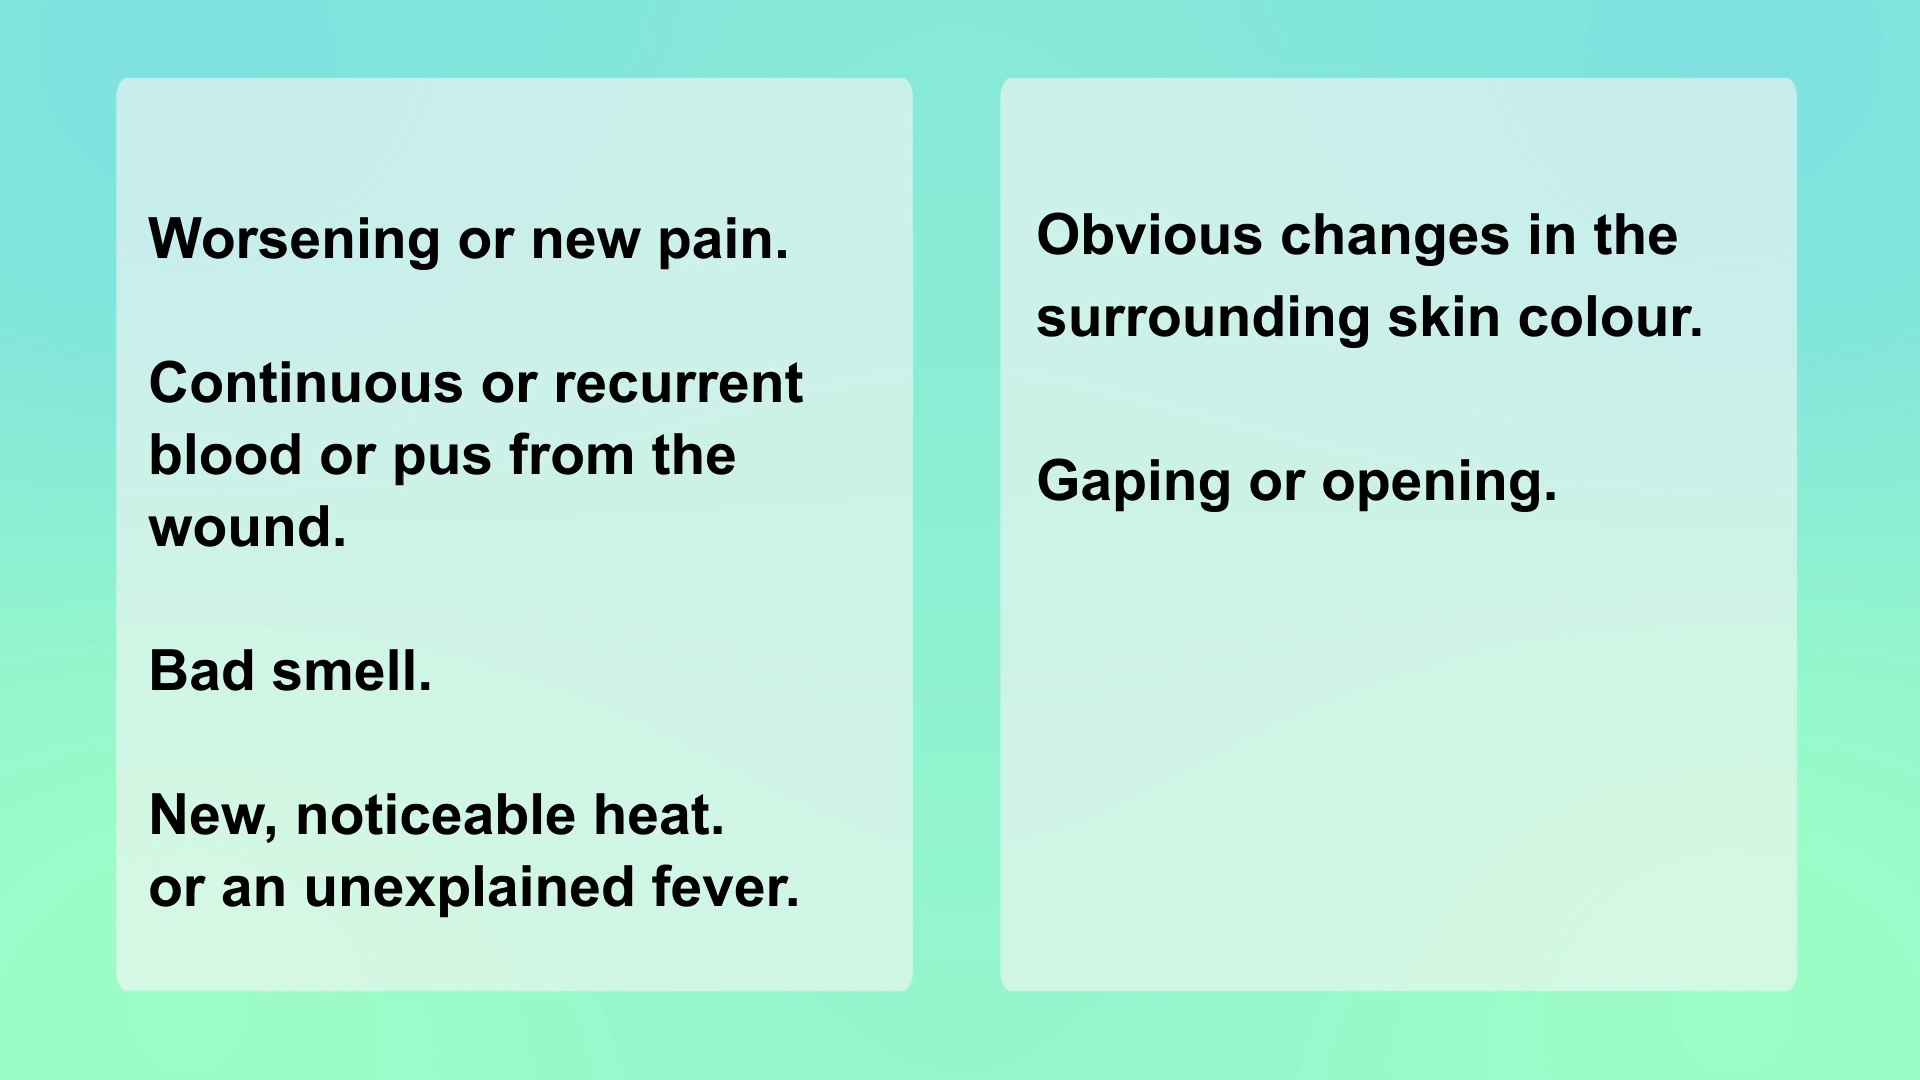 Worsening or new pain.
Continuous or recurrent
blood or pus from the
wound.
Bad smell.
New, noticeable heat.
or an unexplained fever.
Obvious changes in the
surrounding skin colour.
Gaping or opening.